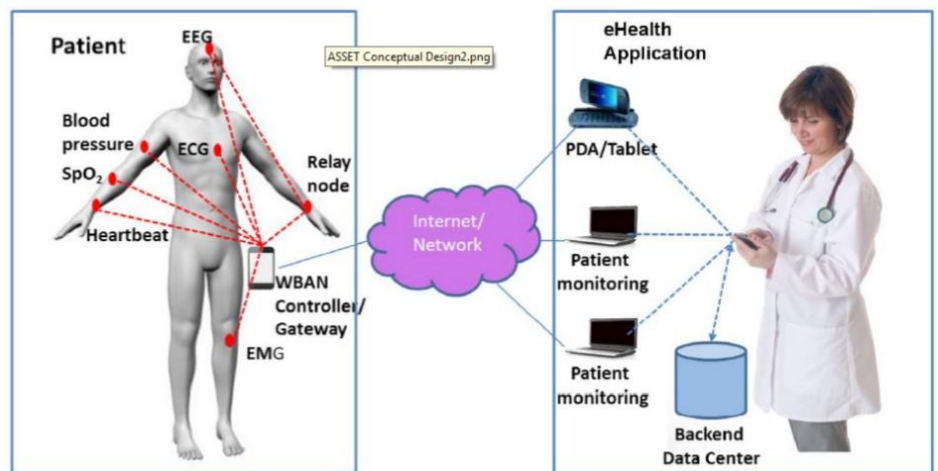 Patient
EEG
Blood
pressure
SpO₂
ECG
Heartbeat
Relay
node
WBAN
Controller/
Gateway
EMG
ASSET Conceptual Design2.png
Internet/
Network
eHealth
Application
PDA/Tablet
Patient
monitoring
Patient
monitoring
Backend
Data Center